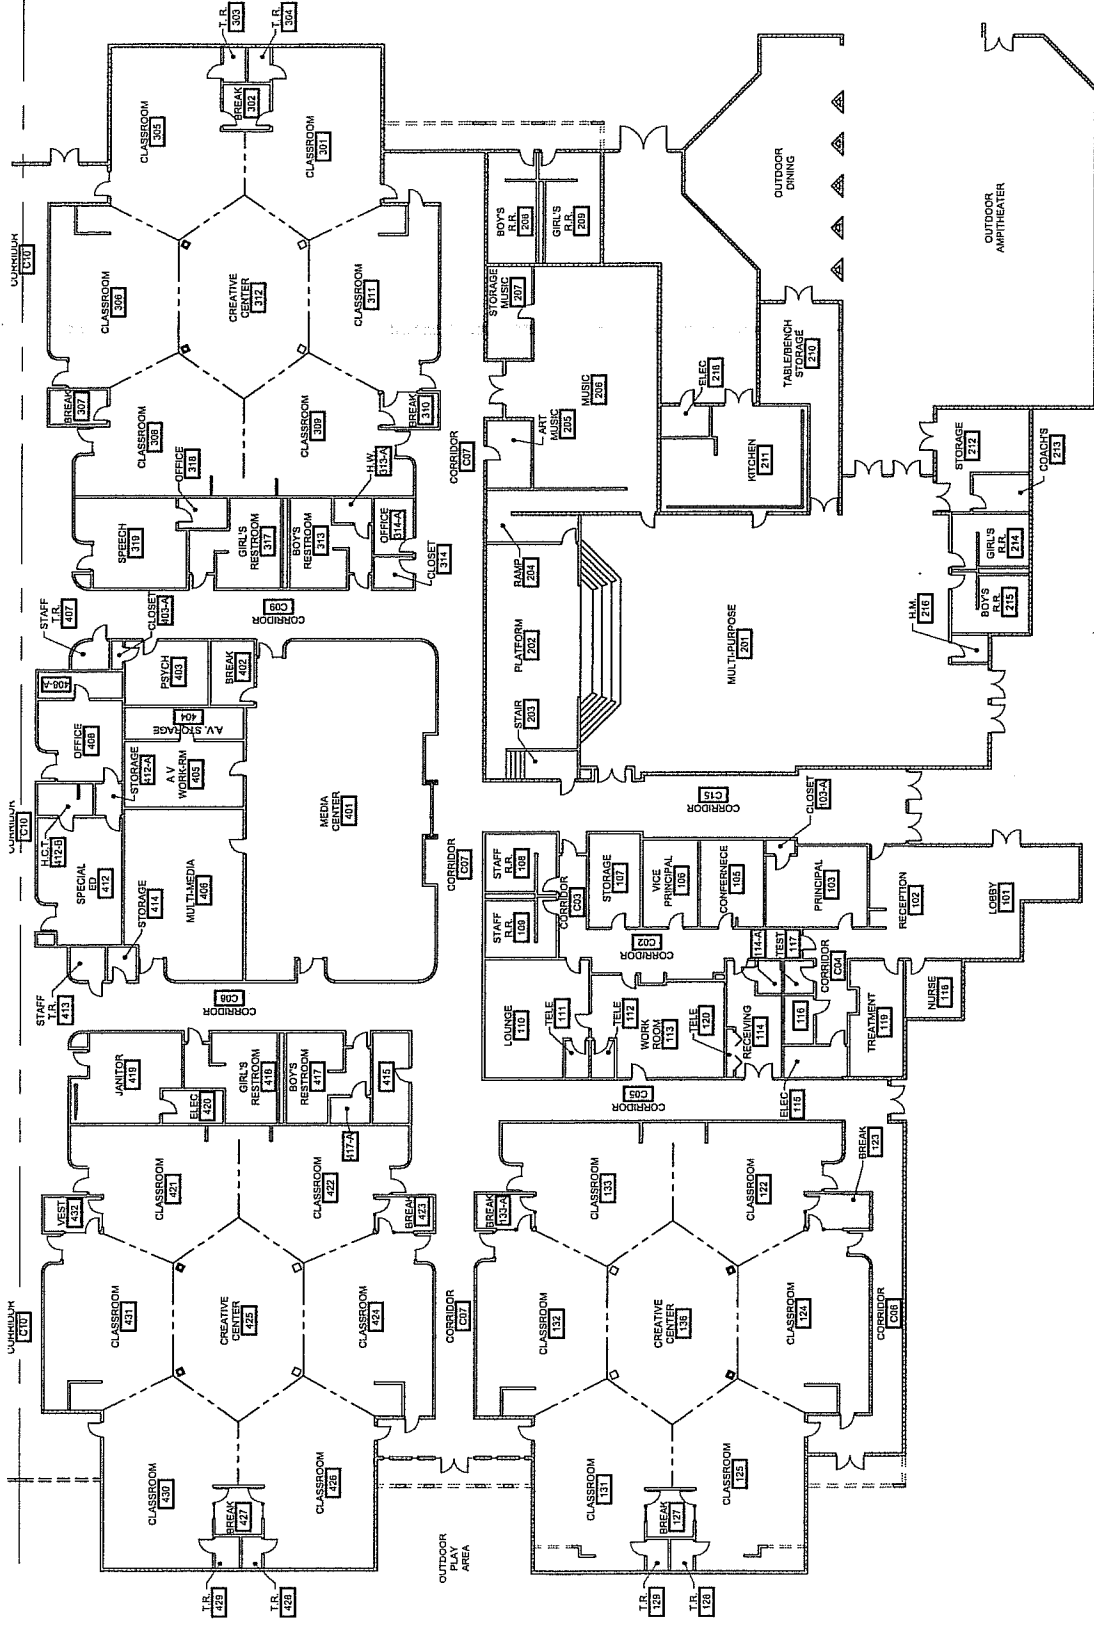 CORRIDOR
C10
CORRIDOR
C10
CORRIDOR
C10
T.R.
429
T.R.
428
BREAK
427
CLASSROOM
430
CLASSROOM
426
CLASSROOM
431
CREATIVE
CENTER
425
CLASSROOM
424
VEST
432
BREAK
423
CLASSROOM
421
CLASSROOM
422
JANITOR
419
ELEC
420
GIRL'S
RESTROOM
418
BOY'S
RESTROOM
417
417-A
415
CORRIDOR
C08
STAFF
T.R.
413
STORAGE
414
SPECIAL
ED
412
H.C.T.
412-B
STORAGE
412-A
OFFICE
408
408-A
STAFF
T.R.
407
CLOSET
403-A
MULTI-MEDIA
406
A.V
WORK-RM
405
A.V. STORAGE
404
PSYCH
403
BREAK
402
MEDIA
CENTER
401
CORRIDOR
C09
SPEECH
319
OFFICE
318
GIRL'S
RESTROOM
317
BOY'S
RESTROOM
313
H.W.
313-A
OFFICE
314-A
CLOSET
314
CLASSROOM
308
CLASSROOM
309
BREAK
307
BREAK
310
CLASSROOM
306
CREATIVE
CENTER
312
CLASSROOM
311
CLASSROOM
305
CLASSROOM
301
BREAK
302
T. R.
303
T. R.
304
OUTDOOR
PLAY
AREA
CORRIDOR
C07
CORRIDOR
C07
CORRIDOR
C07
T.R.
129
T.R.
128
BREAK
127
CLASSROOM
131
CLASSROOM
125
CLASSROOM
132
CREATIVE
CENTER
136
CLASSROOM
124
CORRIDOR
C06
BREAK
133-A
BREAK
123
CLASSROOM
133
CLASSROOM
122
CORRIDOR
C05
LOUNGE
110
TELE
111
TELE
112
WORK
ROOM
113
TELE
120
RECEIVING
114
ELEC
115
116
TREATMENT
119
NURSE
118
114-A
TEST
117
CORRIDOR
C04
CORRIDOR
C02
STAFF
R.R.
109
STAFF
R.R.
108
CORRIDOR
C03
STORAGE
107
VICE
PRINCIPAL
106
CONFERNIECE
105
PRINCIPAL
103
CLOSET
103-A
RECEPTION
102
LOBBY
101
CORRIDOR
C15
STAIR
203
PLATFORM
202
RAMP
204
MULTI-PURPOSE
201
H.M.
216
BOY'S
R.R.
215
GIRL'S
R.R.
214
COACH'S
213
STORAGE
212
KITCHEN
211
ELEC
218
TABLE/BENCH
STORAGE
210
ART
MUSIC
205
MUSIC
206
STORAGE
MUSIC
207
BOY'S
R.R.
208
GIRL'S
R.R.
209
OUTDOOR
DINING
OUTDOOR
AMPITHEATER